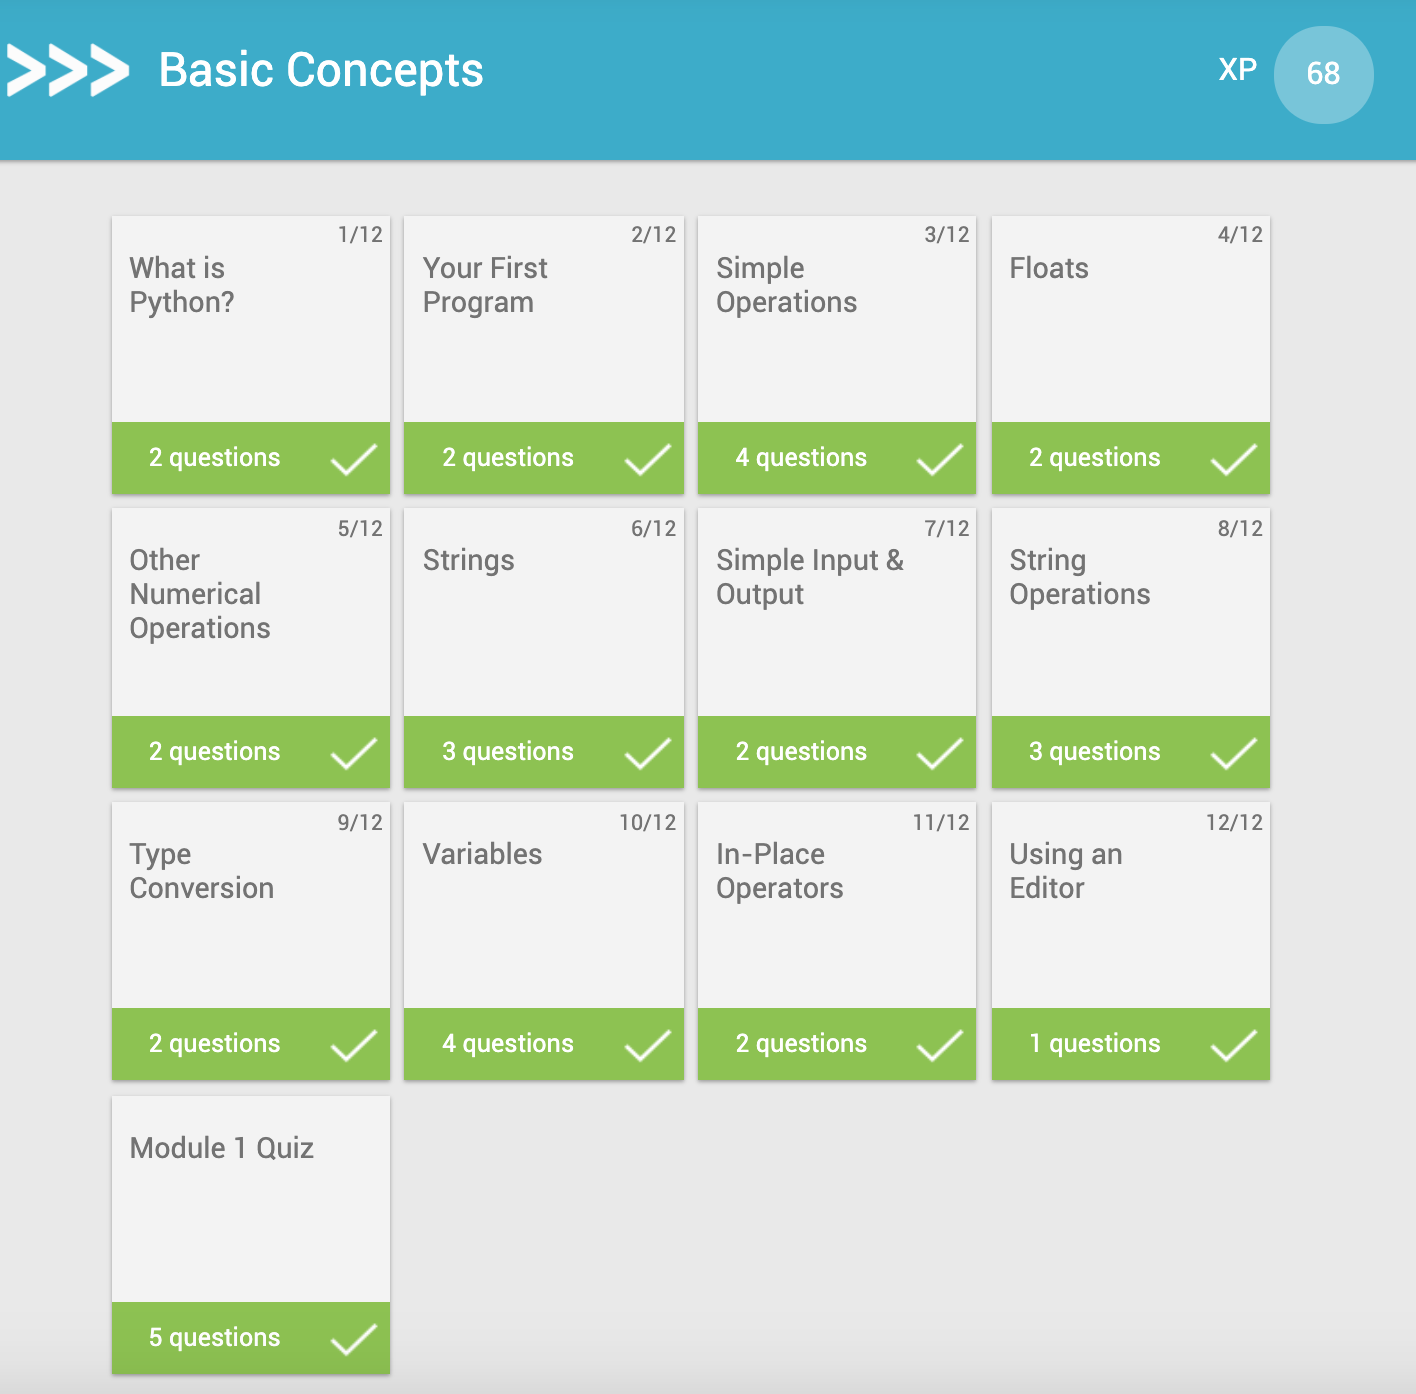 >>> Basic Concepts
XP 68
1/12
What is
Python?
2 questions
2/12
Your First
Program
2 questions
3/12
Simple
Operations
4 questions
4/12
Floats
2 questions
5/12
Other
Numerical
Operations
2 questions
6/12
Strings
3 questions
7/12
Simple Input &
Output
2 questions
8/12
String
Operations
3 questions
9/12
Type
Conversion
2 questions
10/12
Variables
4 questions
11/12
In-Place
Operators
2 questions
12/12
Using an
Editor
1 questions
Module 1 Quiz
5 questions